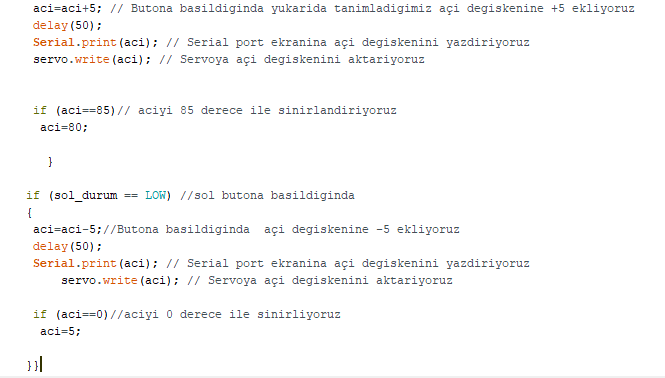 aci=aci+5; // Butona basildiginda yukarida tanimladigimiz açi degiskenine +5 ekliyoruz
delay(50);
Serial.print(aci); // Serial port ekranina açi degiskenini yazdiriyoruz
servo.write(aci); // Servoya açi degiskenini aktariyoruz
if (aci==85)// aciyi 85 derece ile sinirlandiriyoruz
aci=80;
}
if (sol_durum == LOW) //sol butona basildiginda
{
aci=aci-5;//Butona basildiginda  açi degiskenine -5 ekliyoruz
delay(50);
Serial.print(aci); // Serial port ekranina açi degiskenini yazdiriyoruz
servo.write(aci); // Servoya açi degiskenini aktariyoruz
if (aci==0)//aciyi 0 derece ile sinirliyoruz
aci=5;
}}